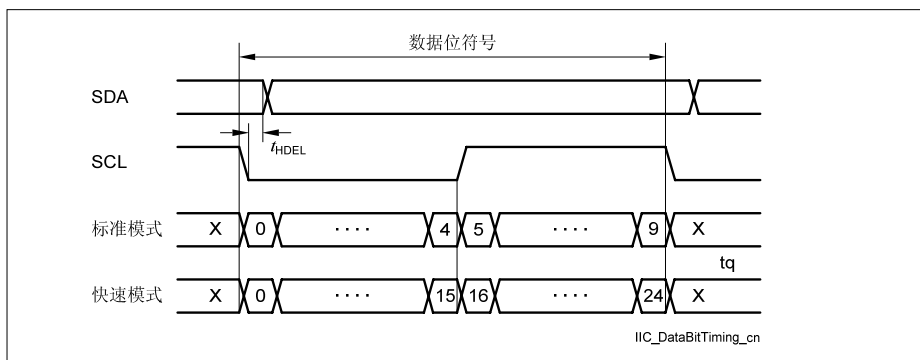 数据位符号
SDA
tHDEL
SCL
标准模式 X 0 ···· 4 5 ···· 9 X
tq
快速模式 X 0 ···· 15 16 ···· 24 X
IIC_DataBitTiming_cn